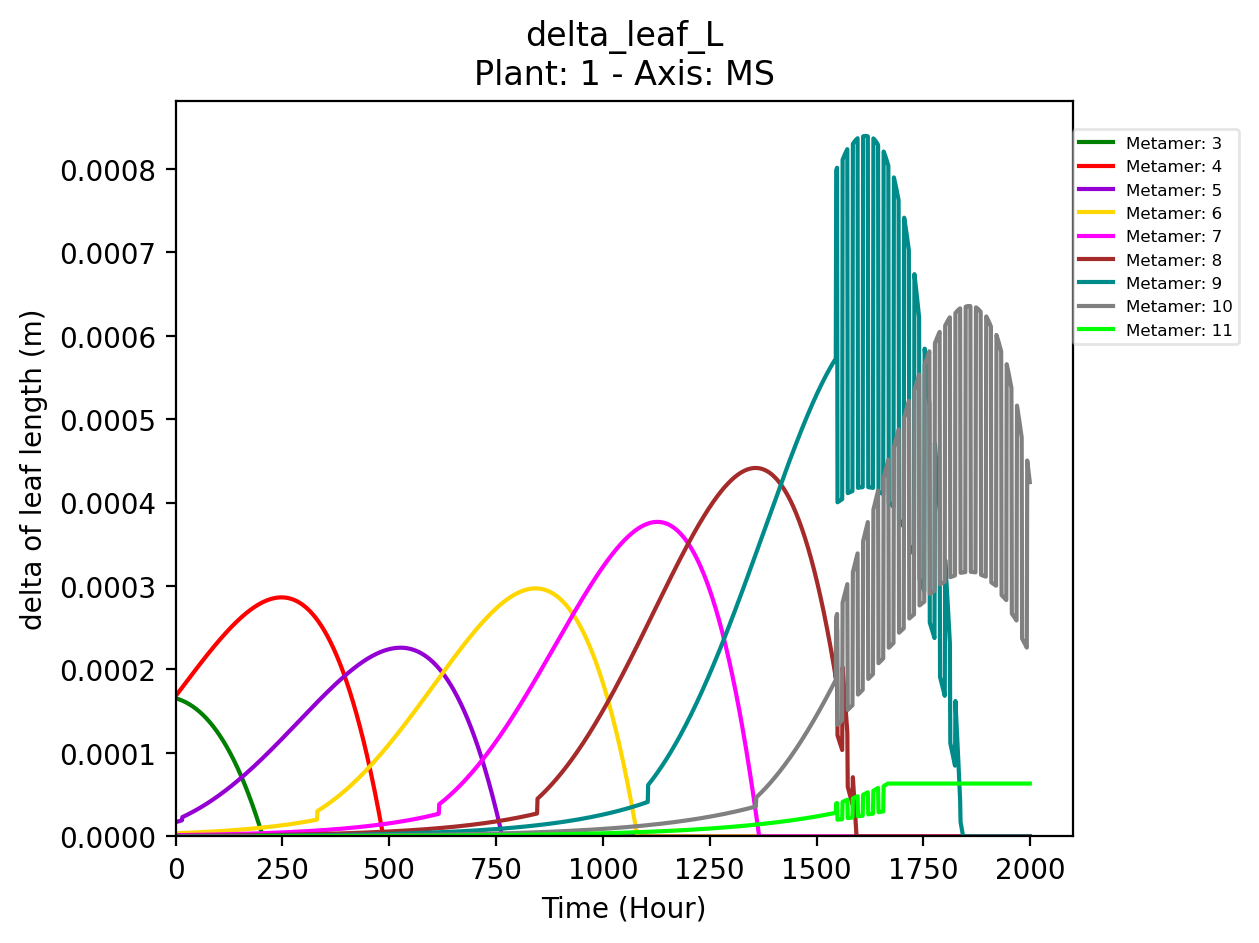 delta_leaf_L
Plant: 1 - Axis: MS
delta of leaf length (m)
0.0008
0.0007
0.0006
0.0005
0.0004
0.0003
0.0002
0.0001
0.0000
0 250 500 750 1000 1250 1500 1750 2000
Time (Hour)
Metamer: 3
Metamer: 4
Metamer: 5
Metamer: 6
Metamer: 7
Metamer: 8
Metamer: 9
Metamer: 10
Metamer: 11